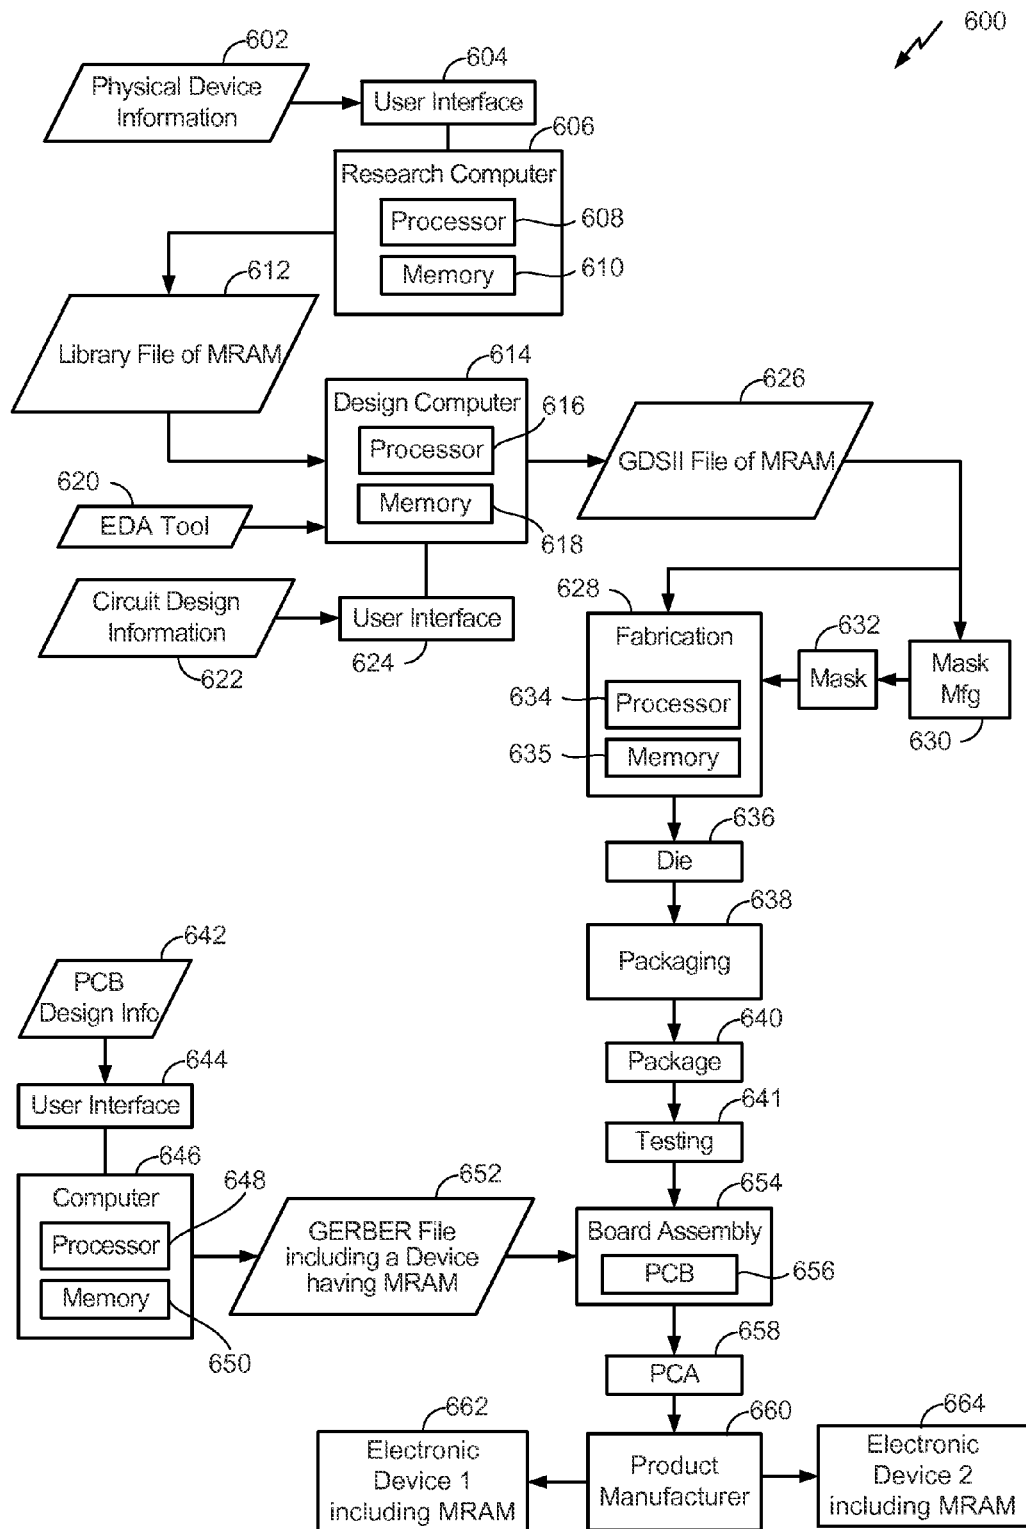 600
602
Physical Device
Information
604
User Interface
606
Research Computer
Processor
608
Memory
610
612
Library File of MRAM
614
Design Computer
616
Processor
Memory
618
620
EDA Tool
Circuit Design
Information
622
User Interface
624
626
GDSII File of MRAM
628
Fabrication
634
Processor
635
Memory
632
Mask
Mask
Mfg
630
636
Die
638
Packaging
640
Package
641
Testing
642
PCB
Design Info
644
User Interface
646
Computer
648
Processor
Memory
650
652
GERBER File
including a Device
having MRAM
654
Board Assembly
PCB
656
658
PCA
660
Product
Manufacturer
662
Electronic
Device 1
including MRAM
664
Electronic
Device 2
including MRAM